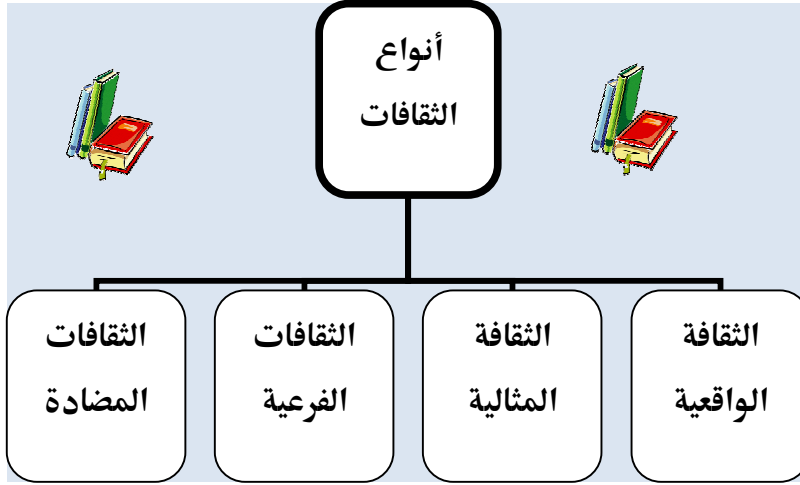 أنواع
الثقافات
الثقافة
الواقعية
الثقافة
المثالية
الثقافات
الفرعية
الثقافات
المضادة